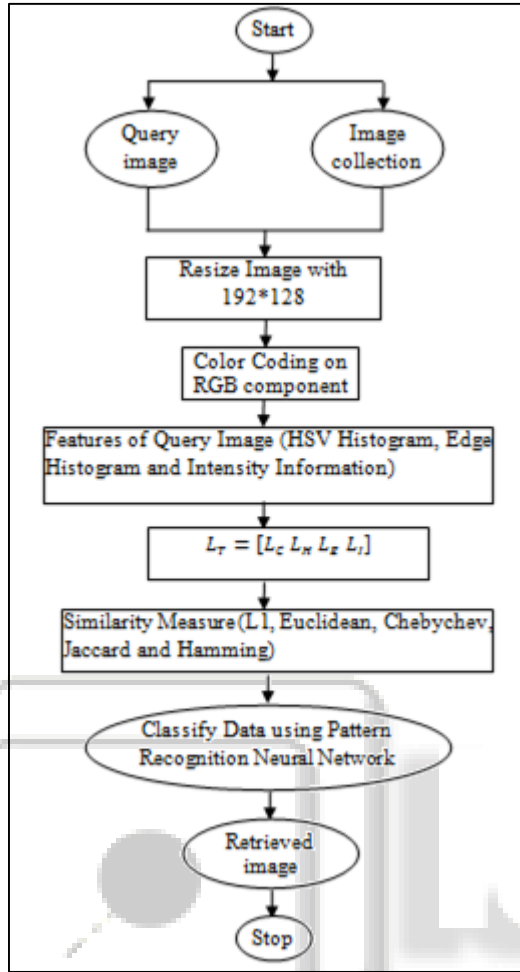 Start
Query
image
Image
collection
Resize Image with
192*128
Color Coding on
RGB component
Features of Query Image (HSV Histogram, Edge
Histogram and Intensity Information)
L_T = [L_C L_H L_E L_I]
Similarity Measure(L1, Euclidean, Chebychev,
Jaccard and Hamming)
Classify Data using Pattern
Recognition Neural Network
Retrieved
image
Stop